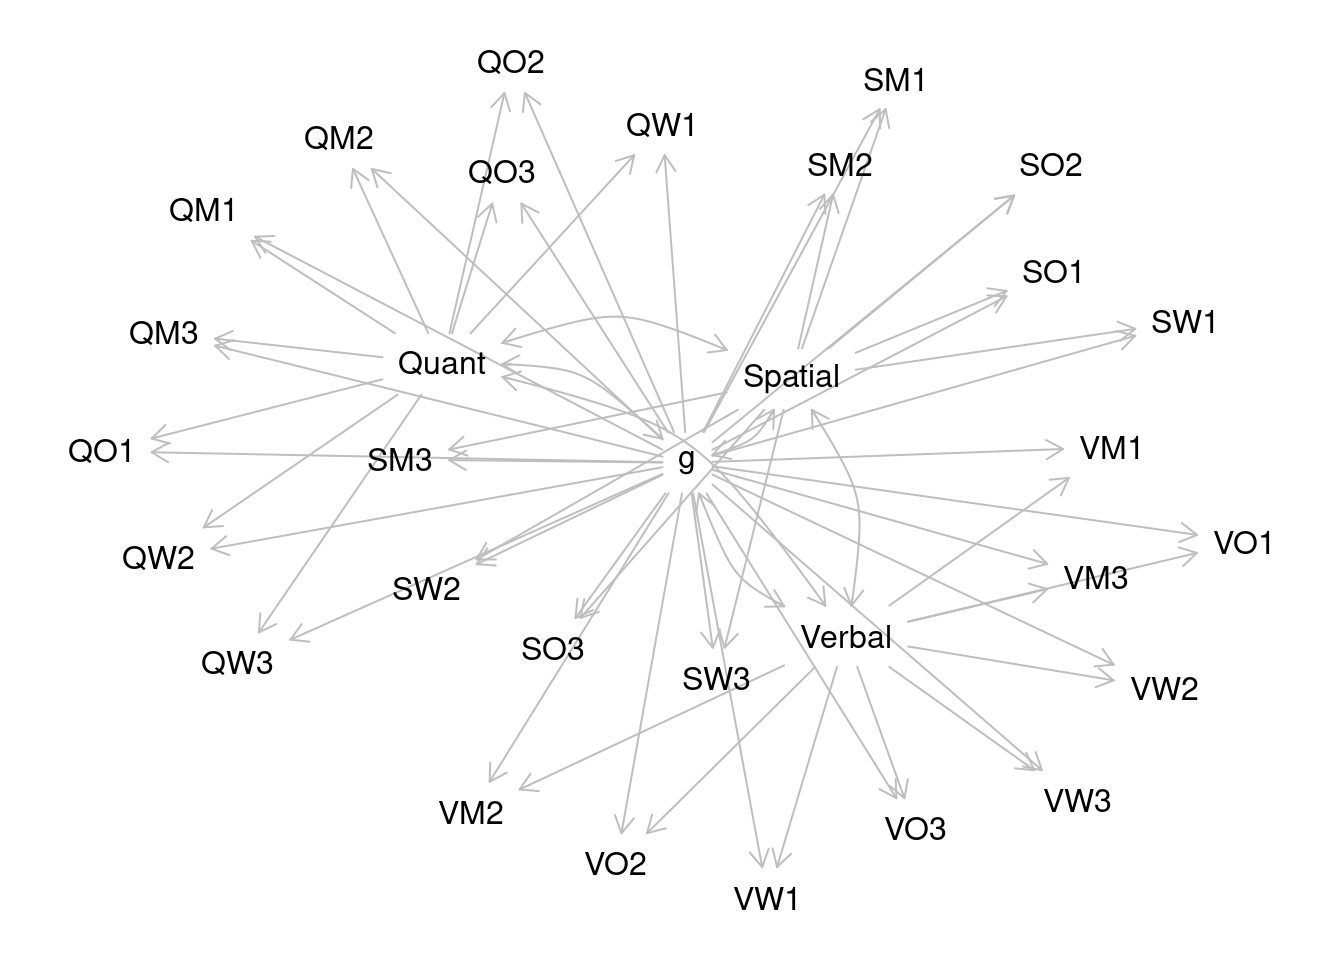 QO2
SM1
QW1
QM2
SM2
SO2
QO3
QM1
SO1
SW1
QM3
Quant
Spatial
VM1
QO1
SM3
g
VO1
QW2
VM3
SW2
Verbal
SO3
QW3
SW3
VW2
VW3
VM2
VO3
VO2
VW1